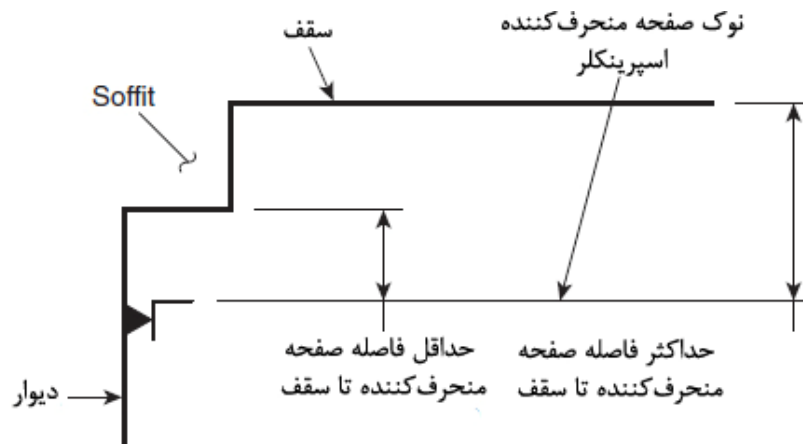 نوک صفحه منحرف‌کننده
اسپرینکلر
سقف
Soffit
حداقل فاصله صفحه
منحرف‌کننده تا سقف
حداکثر فاصله صفحه
منحرف‌کننده تا سقف
دیوار